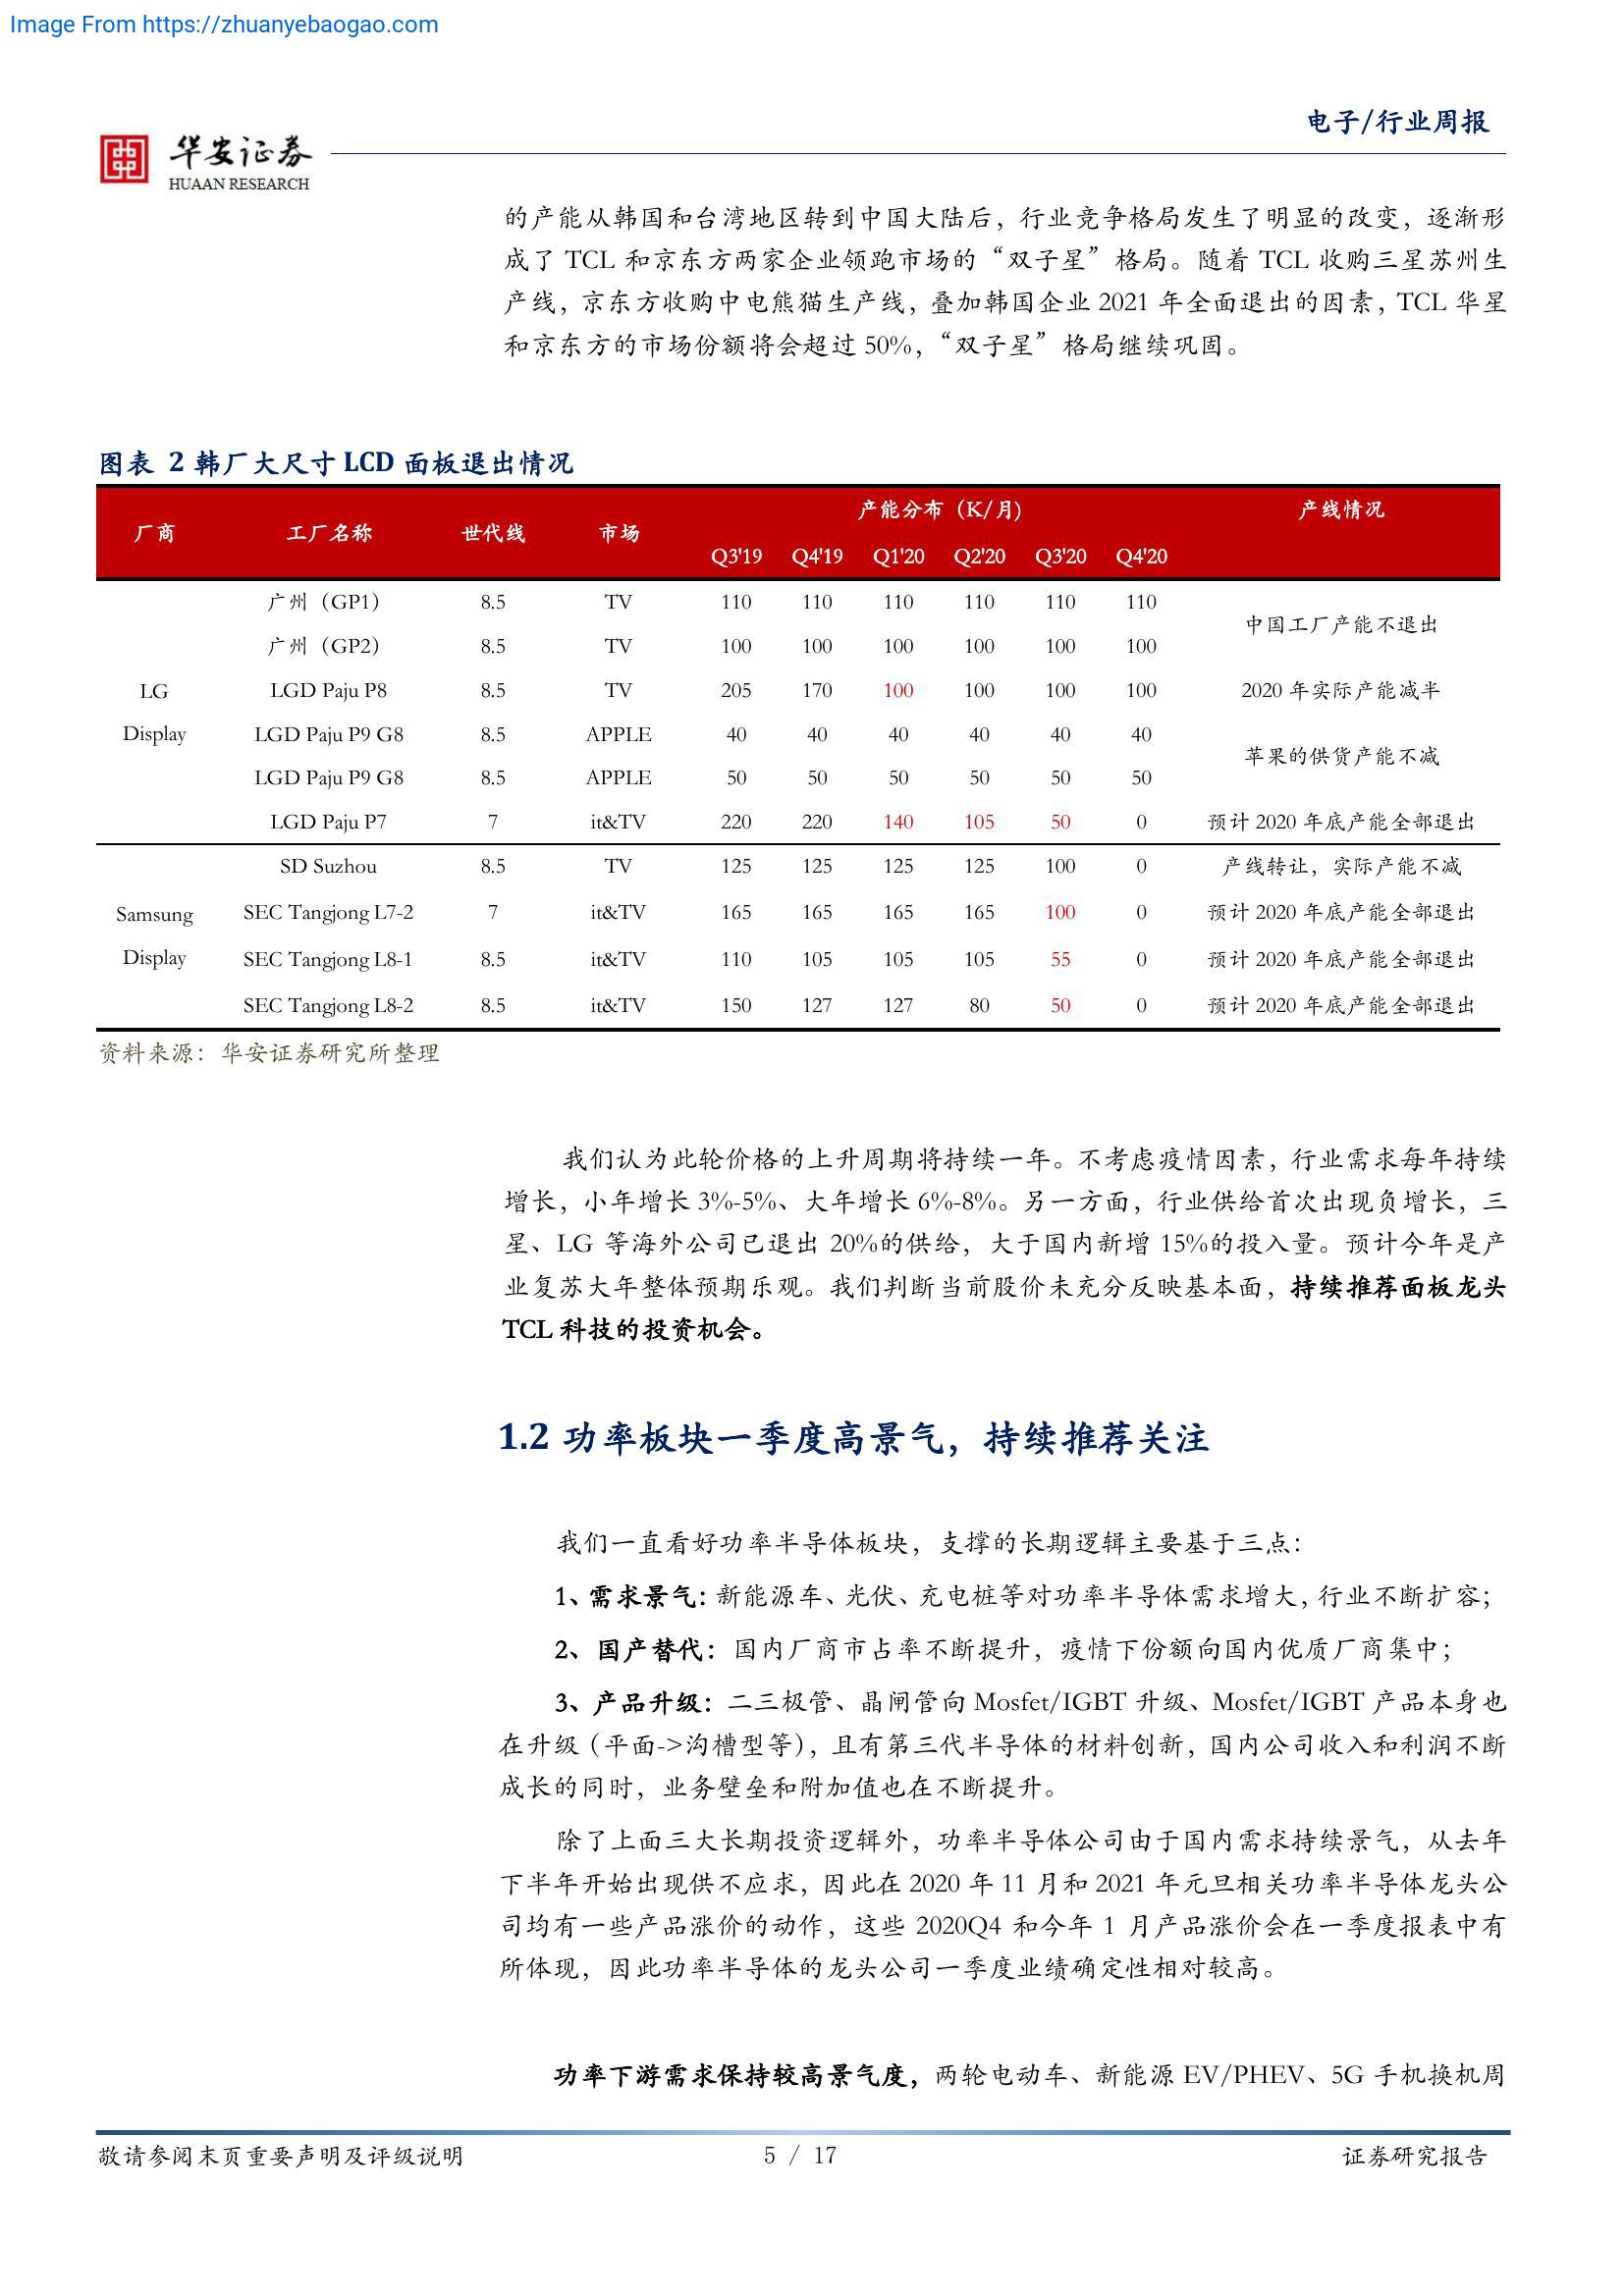 Image From https://zhuanyebaogao.com
电子/行业周报
华安证券
HUAAN RESEARCH
的产能从韩国和台湾地区转到中国大陆后，行业竞争格局发生了明显的改变，逐渐形
成了 TCL 和京东方两家企业领跑市场的“双子星”格局。随着 TCL 收购三星苏州生
产线，京东方收购中电熊猫生产线，叠加韩国企业 2021 年全面退出的因素，TCL 华星
和京东方的市场份额将会超过 50%，“双子星”格局继续巩固。
图表 2 韩厂大尺寸 LCD 面板退出情况
厂商 工厂名称 世代线 市场 产能分布（K/月） 产线情况
Q3'19 Q4'19 Q1'20 Q2'20 Q3'20 Q4'20
广州（GP1） 8.5 TV 110 110 110 110 110 110
中国工厂产能不退出
广州（GP2） 8.5 TV 100 100 100 100 100 100
LG LGD Paju P8 8.5 TV 205 170 100 100 100 100 2020 年实际产能减半
Display LGD Paju P9 G8 8.5 APPLE 40 40 40 40 40 40
苹果的供货产能不减
LGD Paju P9 G8 8.5 APPLE 50 50 50 50 50 50
LGD Paju P7 7 it&TV 220 220 140 105 50 0 预计 2020 年底产能全部退出
SD Suzhou 8.5 TV 125 125 125 125 100 0 产线转让，实际产能不减
Samsung SEC Tangjong L7-2 7 it&TV 165 165 165 165 100 0 预计 2020 年底产能全部退出
Display SEC Tangjong L8-1 8.5 it&TV 110 105 105 105 55 0 预计 2020 年底产能全部退出
SEC Tangjong L8-2 8.5 it&TV 150 127 127 80 50 0 预计 2020 年底产能全部退出
资料来源：华安证券研究所整理
我们认为此轮价格的上升周期将持续一年。不考虑疫情因素，行业需求每年持续
增长，小年增长 3%-5%、大年增长 6%-8%。另一方面，行业供给首次出现负增长，三
星、LG 等海外公司已退出 20%的供给，大于国内新增 15%的投入量。预计今年是产
业复苏大年整体预期乐观。我们判断当前股价未充分反映基本面，持续推荐面板龙头
TCL 科技的投资机会。
1.2 功率板块一季度高景气，持续推荐关注
我们一直看好功率半导体板块，支撑的长期逻辑主要基于三点：
1、需求景气：新能源车、光伏、充电桩等对功率半导体需求增大，行业不断扩容；
2、国产替代：国内厂商市占率不断提升，疫情下份额向国内优质厂商集中；
3、产品升级：二三极管、晶闸管向 Mosfet/IGBT 升级、Mosfet/IGBT 产品本身也
在升级（平面->沟槽型等），且有第三代半导体的材料创新，国内公司收入和利润不断
成长的同时，业务壁垒和附加值也在不断提升。
除了上面三大长期投资逻辑外，功率半导体公司由于国内需求持续景气，从去年
下半年开始出现供不应求，因此在 2020 年 11 月和 2021 年元旦相关功率半导体龙头公
司均有一些产品涨价的动作，这些 2020Q4 和今年 1 月产品涨价会在一季度报表中有
所体现，因此功率半导体的龙头公司一季度业绩确定性相对较高。
功率下游需求保持较高景气度，两轮电动车、新能源 EV/PHEV、5G 手机换机周
敬请参阅末页重要声明及评级说明 5 / 17 证券研究报告